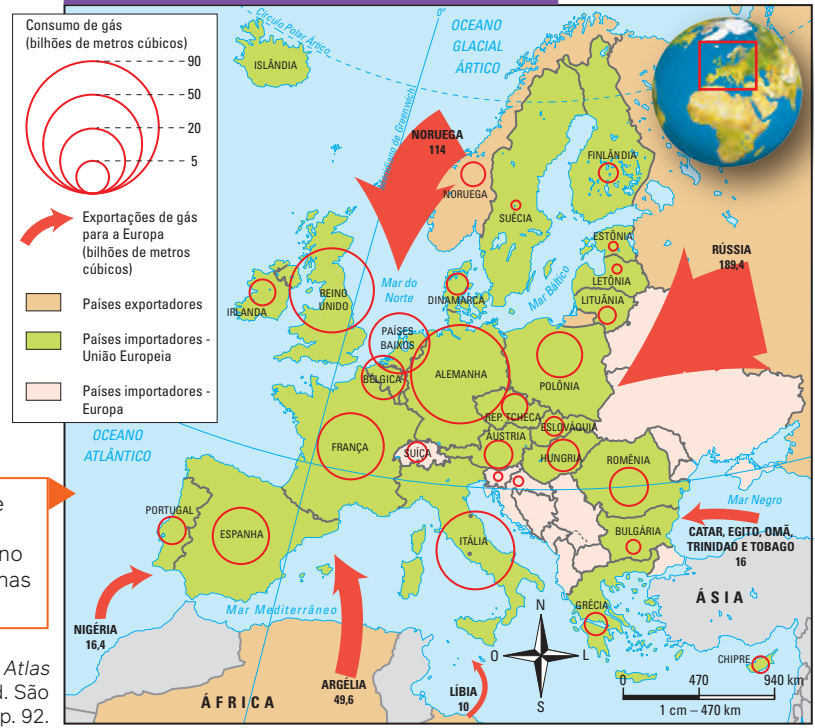 Consumo de gás
(bilhões de metros cúbicos)
90
50
20
5
Exportações de gás
para a Europa
(bilhões de metros
cúbicos)
Países exportadores
Países importadores -
União Europeia
Países importadores -
Europa
Círculo Polar Ártico
0°
Meridiano de Greenwich
OCEANO
GLACIAL
ÁRTICO
ISLÂNDIA
NORUEGA
114
NORUEGA
FINLÂNDIA
SUÉCIA
ESTÔNIA
RÚSSIA
189,4
LETÔNIA
LITUÂNIA
Mar Báltico
Mar do
Norte
DINAMARCA
REINO
UNIDO
IRLANDA
PAÍSES
BAIXOS
BÉLGICA
ALEMANHA
POLÔNIA
REP. TCHECA
ESLOVÁQUIA
ÁUSTRIA
HUNGRIA
ROMÊNIA
OCEANO
ATLÂNTICO
FRANÇA
SUÍÇA
Mar Negro
PORTUGAL
ESPANHA
ITÁLIA
BULGÁRIA
CATAR, EGITO, OMÃ,
TRINIDAD E TOBAGO
16
GRÉCIA
ÁSIA
Mar Mediterrâneo
NIGÉRIA
16,4
ARGÉLIA
49,6
LÍBIA
10
ÁFRICA
CHIPRE
N
O
L
S
0 470 940 km
1 cm – 470 km
e
no
nas
Atlas
d. São
p. 92.